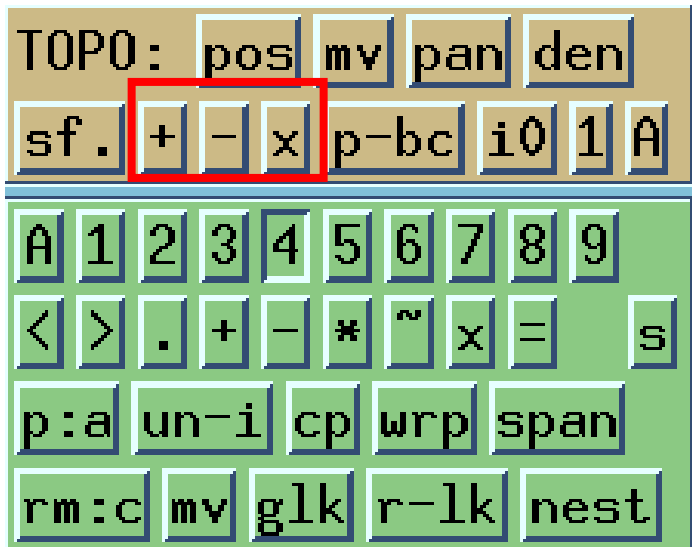 TOPO: pos mv pan den
sf. + - x p-bc i0 1 A
A 1 2 3 4 5 6 7 8 9
< > . + - * ~ x = s
p:a un-i cp wrp span
rm:c mv glk r-lk nest